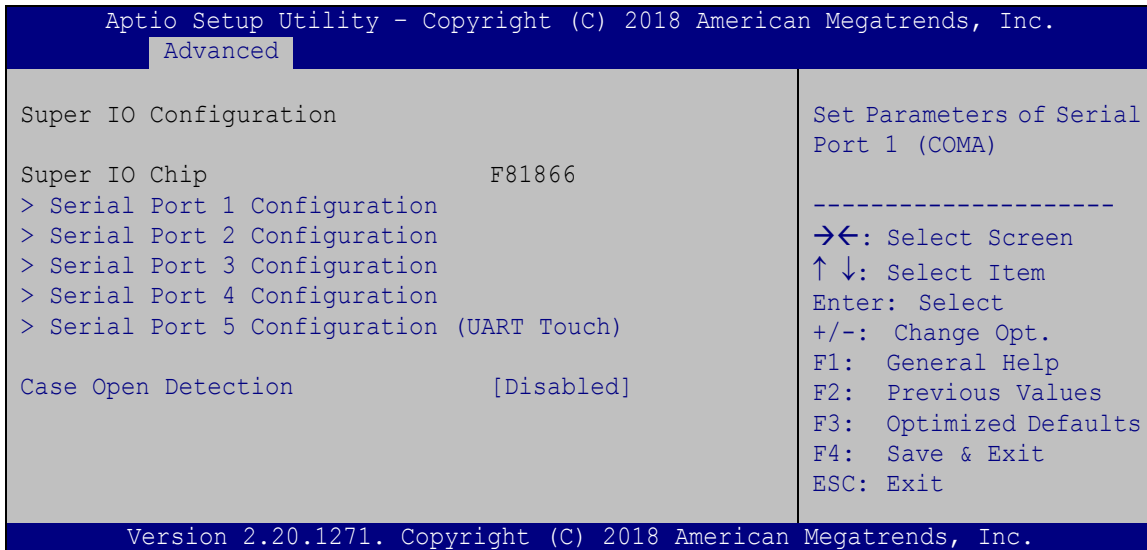 Aptio Setup Utility – Copyright (C) 2018 American Megatrends, Inc.
Advanced
Super IO Configuration
Super IO Chip F81866
> Serial Port 1 Configuration
> Serial Port 2 Configuration
> Serial Port 3 Configuration
> Serial Port 4 Configuration
> Serial Port 5 Configuration (UART Touch)
Case Open Detection [Disabled]
Set Parameters of Serial
Port 1 (COMA)
---------------------
→←: Select Screen
↑ ↓: Select Item
Enter: Select
+/-: Change Opt.
F1: General Help
F2: Previous Values
F3: Optimized Defaults
F4: Save & Exit
ESC: Exit
Version 2.20.1271. Copyright (C) 2018 American Megatrends, Inc.